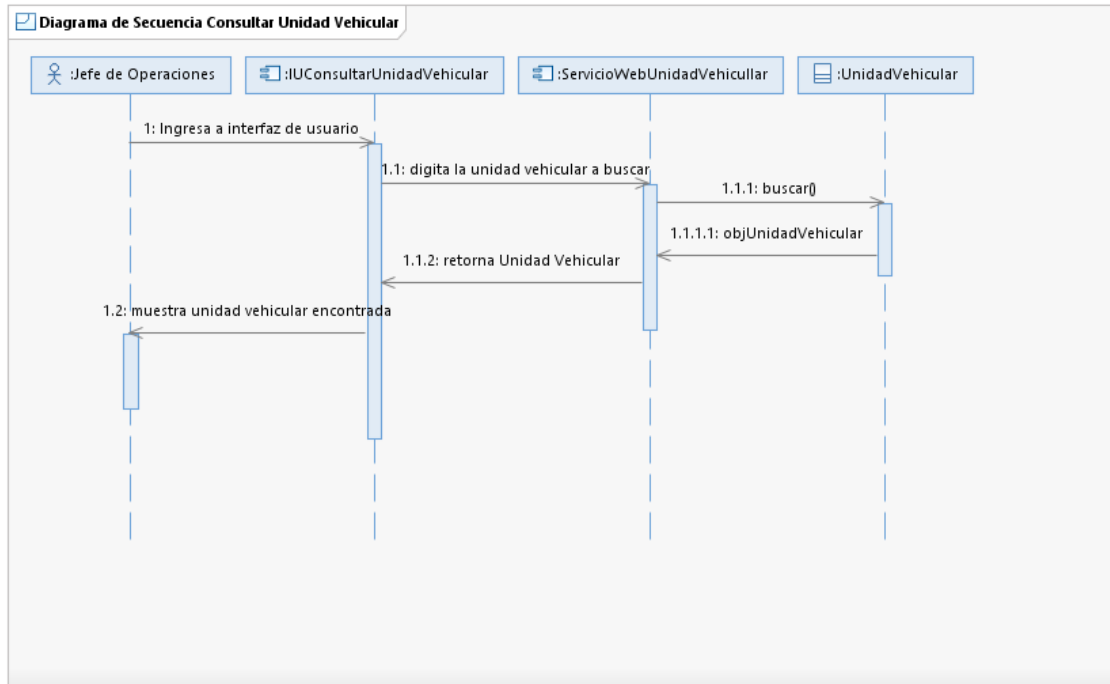 Diagrama de Secuencia Consultar Unidad Vehicular
:Jefe de Operaciones
:IUConsultarUnidadVehicular
:ServicioWebUnidadVehicullar
:UnidadVehicular
1: Ingresa a interfaz de usuario
1.1: digita la unidad vehicular a buscar
1.1.1: buscar()
1.1.1.1: objUnidadVehicular
1.1.2: retorna Unidad Vehicular
1.2: muestra unidad vehicular encontrada